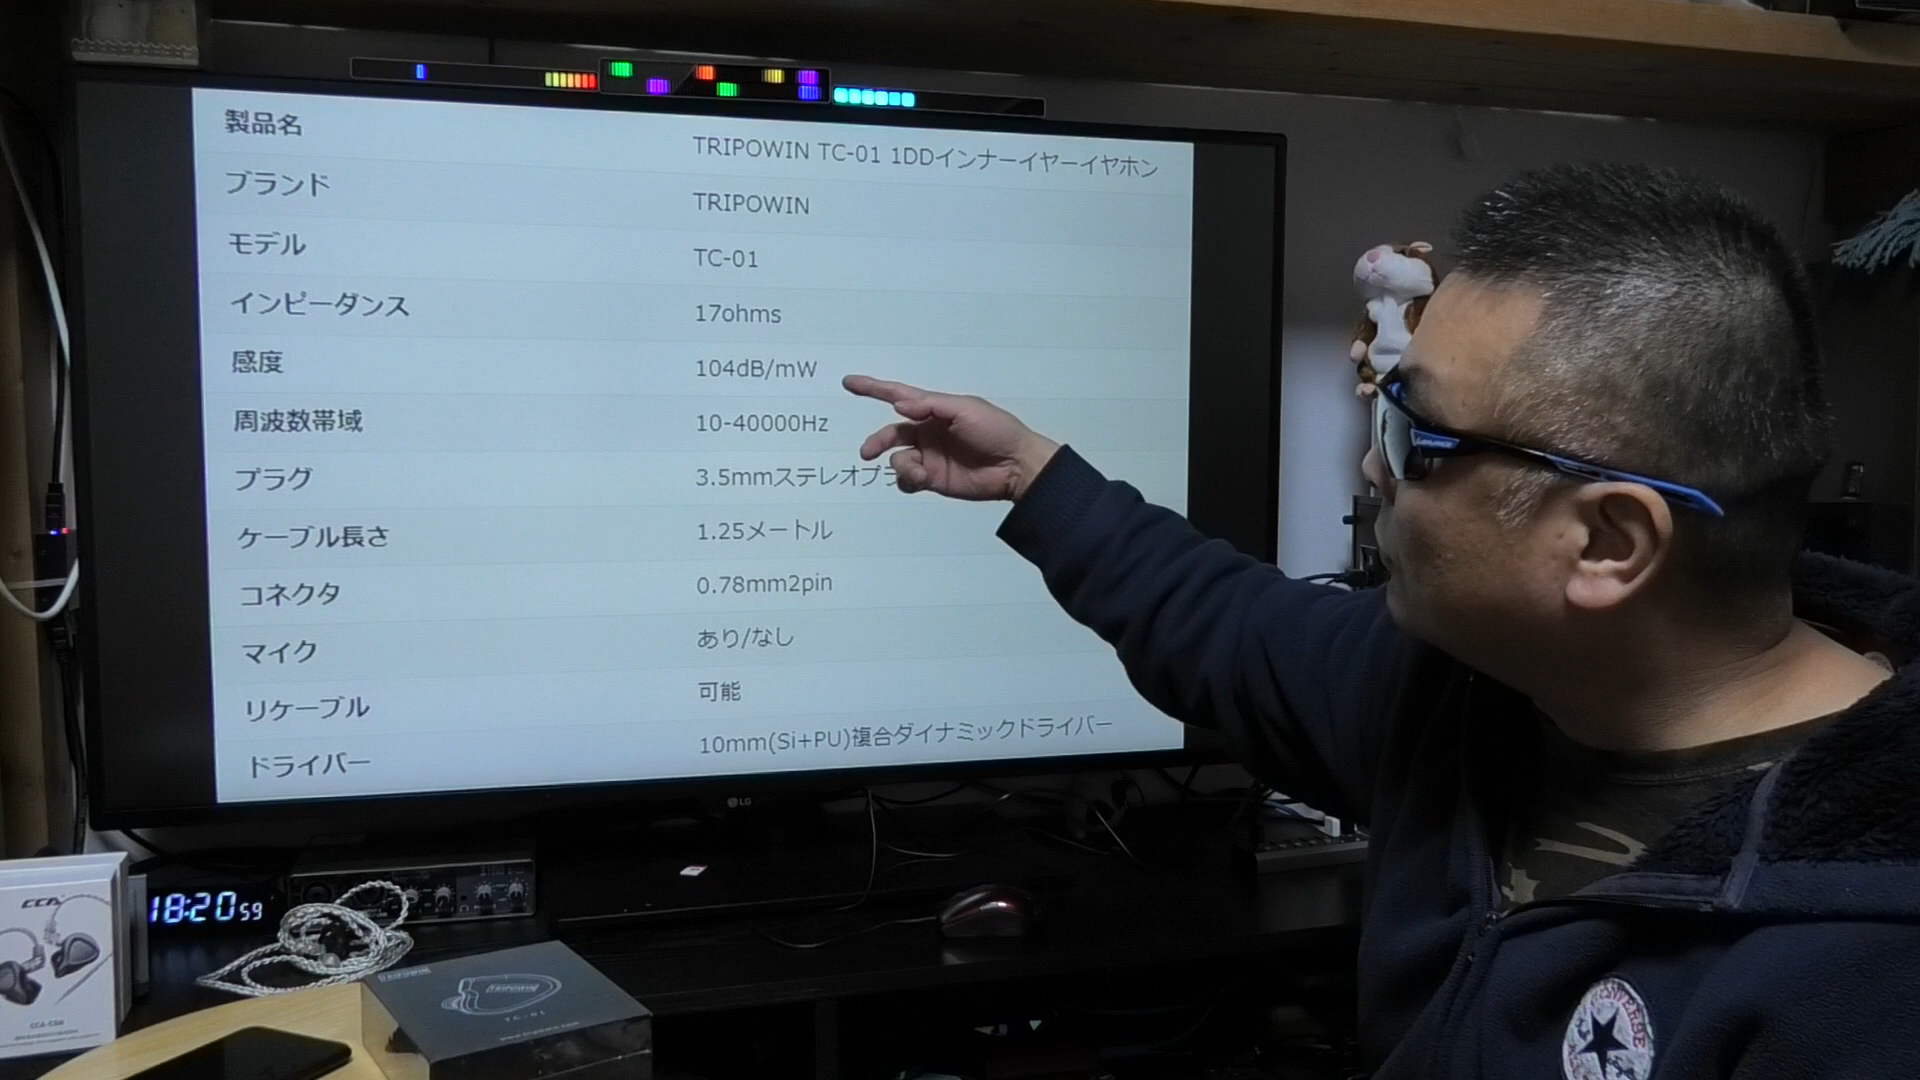 製品名 TRIPOWIN TC-01 1DDインナーイヤーイヤホン
ブランド TRIPOWIN
モデル TC-01
インピーダンス 17ohms
感度 104dB/mW
周波数帯域 10-40000Hz
プラグ 3.5mmステレオプラ
ケーブル長さ 1.25メートル
コネクタ 0.78mm2pin
マイク あり/なし
リケーブル 可能
ドライバー 10mm(Si+PU)複合ダイナミックドライバー
LG
CCA
18:20 59
TRIPOWIN
TRIPOWIN
TC-01
CONVERSE